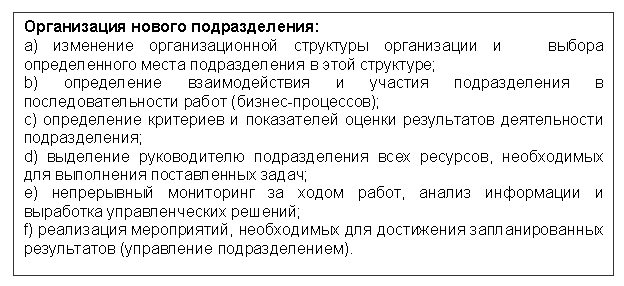 Организация нового подразделения:
a) изменение организационной структуры организации и выбора
определенного места подразделения в этой структуре;
b) определение взаимодействия и участия подразделения в
последовательности работ (бизнес-процессов);
c) определение критериев и показателей оценки результатов деятельности
подразделения;
d) выделение руководителю подразделения всех ресурсов, необходимых
для выполнения поставленных задач;
e) непрерывный мониторинг за ходом работ, анализ информации и
выработка управленческих решений;
f) реализация мероприятий, необходимых для достижения запланированных
результатов (управление подразделением).